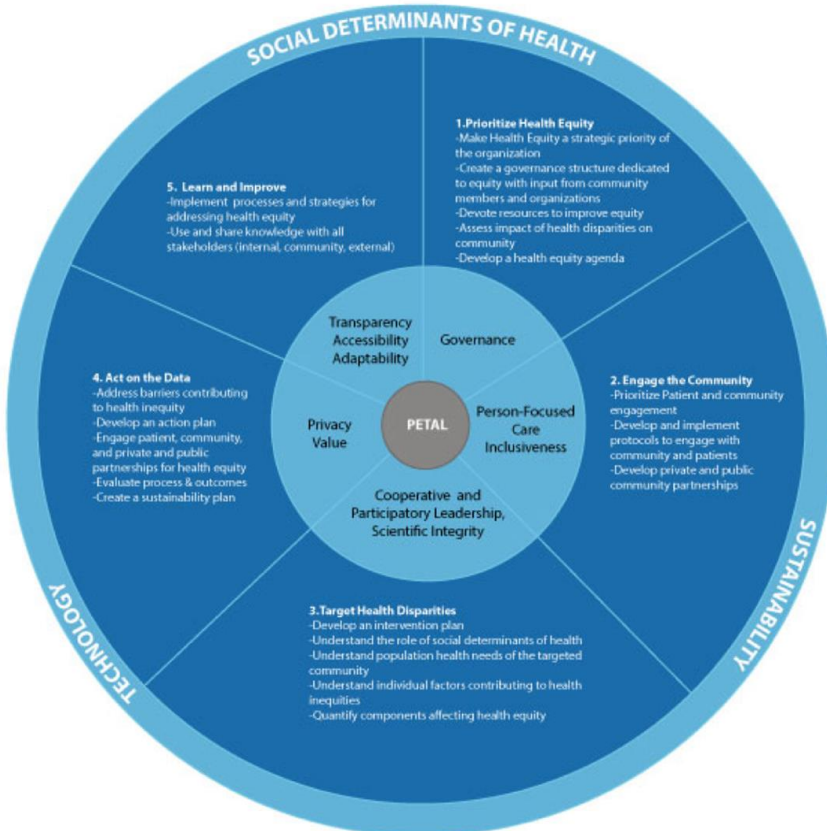 SOCIAL DETERMINANTS OF HEALTH
1.Prioritize Health Equity
-Make Health Equity a strategic priority of
the organization
-Create a governance structure dedicated
to equity with input from community
members and organizations
-Devote resources to improve equity
-Assess impact of health disparities on
community
-Develop a health equity agenda
5. Learn and Improve
-Implement processes and strategies for
addressing health equity
-Use and share knowledge with all
stakeholders (internal, community, external)
Transparency
Accessibility
Adaptability
Governance
4. Act on the Data
-Address barriers contributing
to health inequity
-Develop an action plan
-Engage patient, community,
and private and public
partnerships for health equity
-Evaluate process & outcomes
-Create a sustainability plan
Privacy
Value
PETAL
Person-Focused
Care
Inclusiveness
2. Engage the Community
-Prioritize Patient and community
engagement
-Develop and implement
protocols to engage with
community and patients
-Develop private and public
community partnerships
Cooperative and
Participatory Leadership,
Scientific Integrity
3.Target Health Disparities
-Develop an intervention plan
-Understand the role of social determinants of health
-Understand population health needs of the targeted
community
-Understand individual factors contributing to health
inequities
-Quantify components affecting health equity
TECHNOLOGY
SUSTAINABILITY